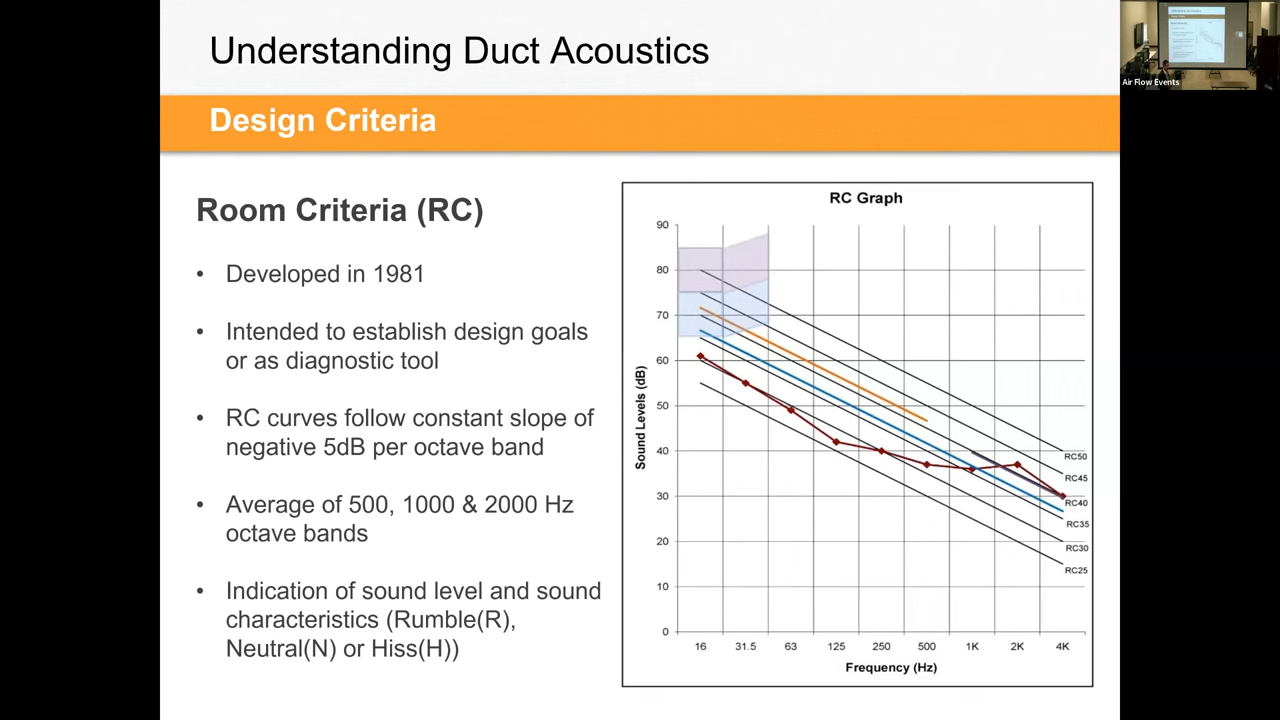 Understanding Duct Acoustics
Design Criteria
Room Criteria (RC)
• Developed in 1981
• Intended to establish design goals
or as diagnostic tool
• RC curves follow constant slope of
negative 5dB per octave band
• Average of 500, 1000 & 2000 Hz
octave bands
• Indication of sound level and sound
characteristics (Rumble(R),
Neutral(N) or Hiss(H))
RC Graph
Sound Levels (dB)
90
80
70
60
50
40
30
20
10
0
RC50
RC45
RC40
RC35
RC30
RC25
16 31.5 63 125 250 500 1K 2K 4K
Frequency (Hz)
Air Flow Events